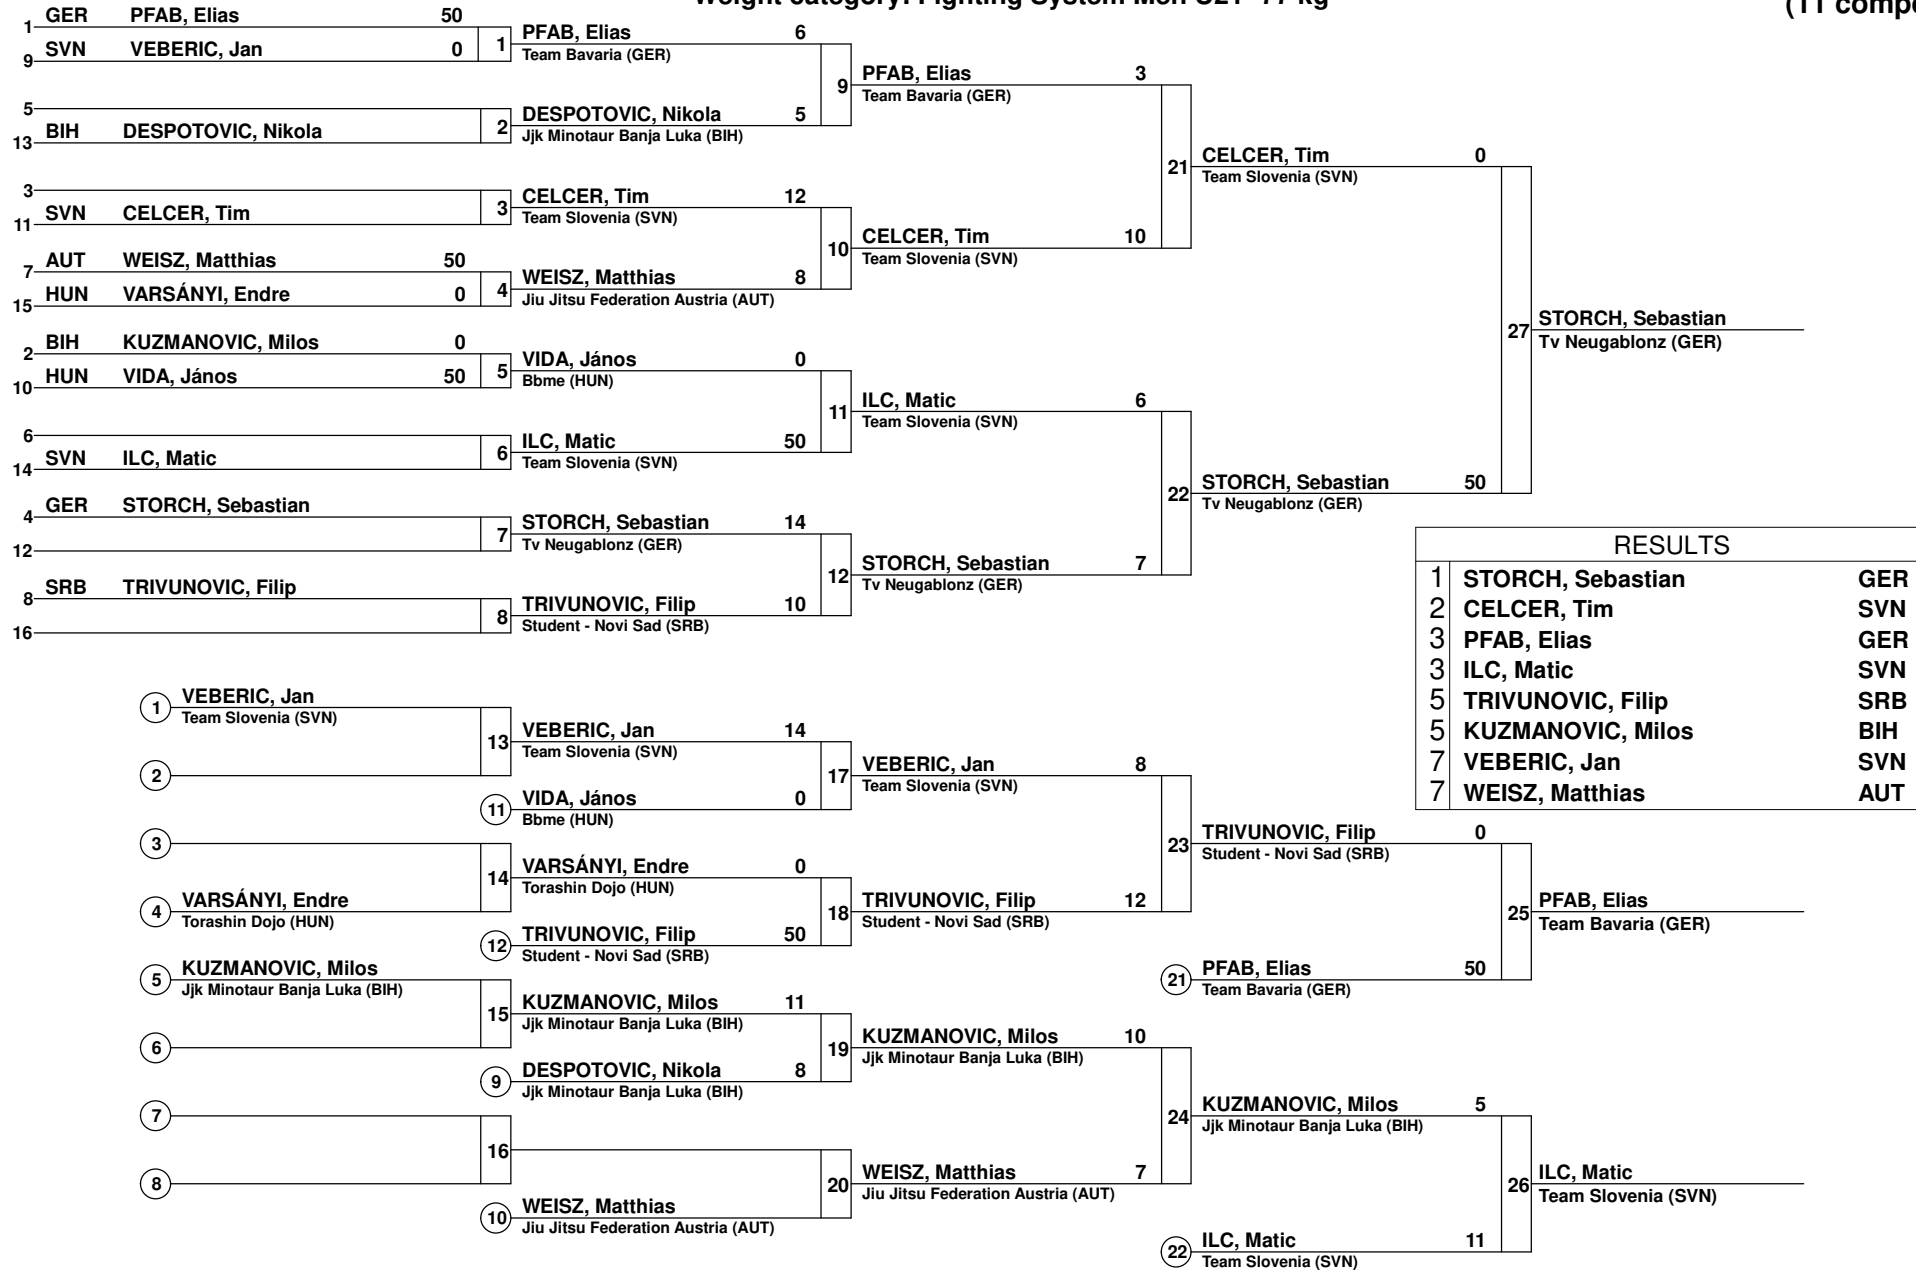 Weight category: Fighting System Men U21 -77 kg
(11 compe
1 GER PFAB, Elias 50
9 SVN VEBERIC, Jan 0
1
PFAB, Elias 6
Team Bavaria (GER)
5
13 BIH DESPOTOVIC, Nikola
2
DESPOTOVIC, Nikola 5
Jjk Minotaur Banja Luka (BIH)
9
PFAB, Elias 3
Team Bavaria (GER)
3
11 SVN CELCER, Tim
3
CELCER, Tim 12
Team Slovenia (SVN)
7 AUT WEISZ, Matthias 50
15 HUN VARSÁNYI, Endre 0
4
WEISZ, Matthias 8
Jiu Jitsu Federation Austria (AUT)
10
CELCER, Tim 10
Team Slovenia (SVN)
21
CELCER, Tim 0
Team Slovenia (SVN)
2 BIH KUZMANOVIC, Milos 0
10 HUN VIDA, János 50
5
VIDA, János 0
Bbme (HUN)
6
14 SVN ILC, Matic
6
ILC, Matic 50
Team Slovenia (SVN)
11
ILC, Matic 6
Team Slovenia (SVN)
4 GER STORCH, Sebastian
12
7
STORCH, Sebastian 14
Tv Neugablonz (GER)
8 SRB TRIVUNOVIC, Filip
16
8
TRIVUNOVIC, Filip 10
Student - Novi Sad (SRB)
12
STORCH, Sebastian 7
Tv Neugablonz (GER)
22
STORCH, Sebastian 50
Tv Neugablonz (GER)
27
STORCH, Sebastian
Tv Neugablonz (GER)
RESULTS
1 STORCH, Sebastian GER
2 CELCER, Tim SVN
3 PFAB, Elias GER
3 ILC, Matic SVN
5 TRIVUNOVIC, Filip SRB
5 KUZMANOVIC, Milos BIH
7 VEBERIC, Jan SVN
7 WEISZ, Matthias AUT
1 VEBERIC, Jan
Team Slovenia (SVN)
2
13
VEBERIC, Jan 14
Team Slovenia (SVN)
11 VIDA, János 0
Bbme (HUN)
17
VEBERIC, Jan 8
Team Slovenia (SVN)
3
4 VARSÁNYI, Endre
Torashin Dojo (HUN)
14
VARSÁNYI, Endre 0
Torashin Dojo (HUN)
12 TRIVUNOVIC, Filip 50
Student - Novi Sad (SRB)
18
TRIVUNOVIC, Filip 12
Student - Novi Sad (SRB)
23
TRIVUNOVIC, Filip 0
Student - Novi Sad (SRB)
21 PFAB, Elias 50
Team Bavaria (GER)
25
PFAB, Elias
Team Bavaria (GER)
5 KUZMANOVIC, Milos
Jjk Minotaur Banja Luka (BIH)
6
15
KUZMANOVIC, Milos 11
Jjk Minotaur Banja Luka (BIH)
9 DESPOTOVIC, Nikola 8
Jjk Minotaur Banja Luka (BIH)
19
KUZMANOVIC, Milos 10
Jjk Minotaur Banja Luka (BIH)
7
8
16
10 WEISZ, Matthias
Jiu Jitsu Federation Austria (AUT)
20
WEISZ, Matthias 7
Jiu Jitsu Federation Austria (AUT)
24
KUZMANOVIC, Milos 5
Jjk Minotaur Banja Luka (BIH)
22 ILC, Matic 11
Team Slovenia (SVN)
26
ILC, Matic
Team Slovenia (SVN)